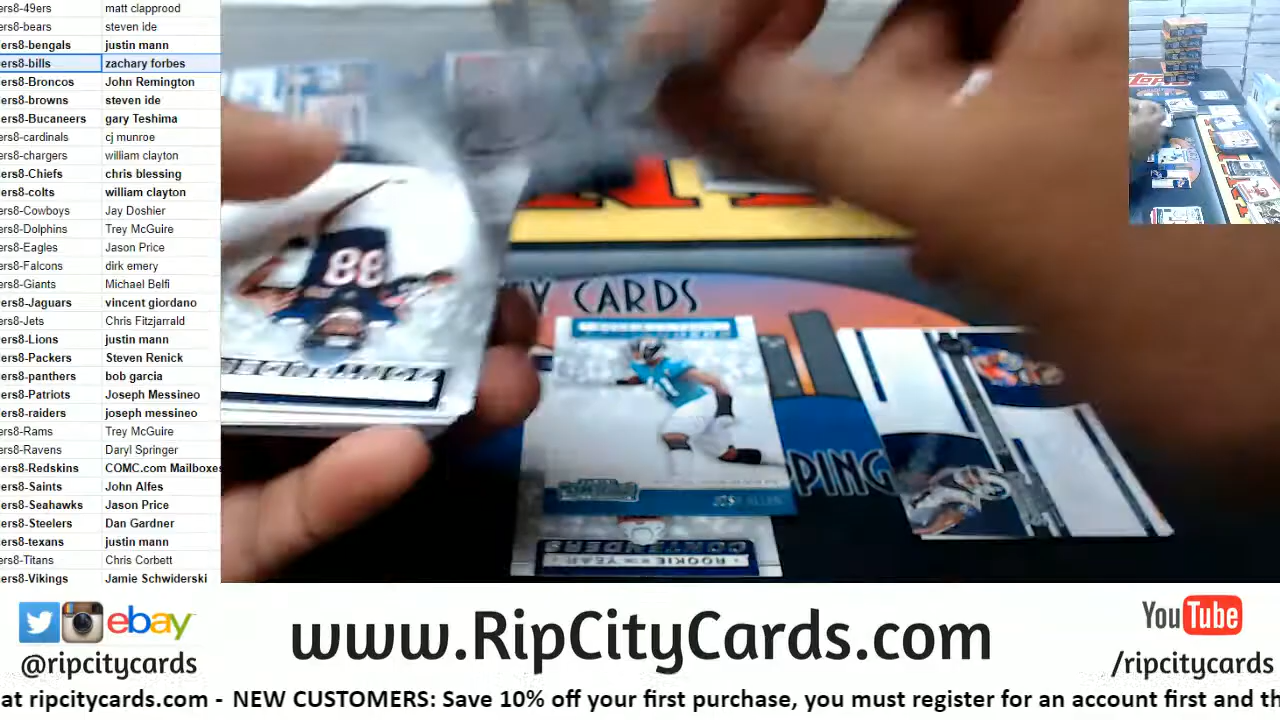 ers8-49ers matt clapprood
ers8-bears steven ide
ers8-bengals justin mann
ers8-bills zachary forbes
ers8-Broncos John Remington
ers8-browns steven ide
ers8-Bucaneers gary Teshima
ers8-cardinals cj munroe
ers8-chargers william clayton
ers8-Chiefs chris blessing
ers8-colts william clayton
ers8-Cowboys Jay Doshier
ers8-Dolphins Trey McGuire
ers8-Eagles Jason Price
ers8-Falcons dirk emery
ers8-Giants Michael Belfi
ers8-Jaguars vincent giordano
ers8-Jets Chris Fitzjarrald
ers8-Lions justin mann
ers8-Packers Steven Renick
ers8-panthers bob garcia
ers8-Patriots Joseph Messineo
ers8-raiders joseph messineo
ers8-Rams Trey McGuire
ers8-Ravens Daryl Springer
ers8-Redskins COMC.com Mailboxes
ers8-Saints John Alfes
ers8-Seahawks Jason Price
ers8-Steelers Dan Gardner
ers8-texans justin mann
ers8-Titans Chris Corbett
ers8-Vikings Jamie Schwiderski
88
CARDS
PPING
JOSH ALLEN
ROOKIE OF THE YEAR
CONTENDERS
ebay
@ripcitycards
www.RipCityCards.com
YouTube
/ripcitycards
at ripcitycards.com - NEW CUSTOMERS: Save 10% off your first purchase, you must register for an account first and th